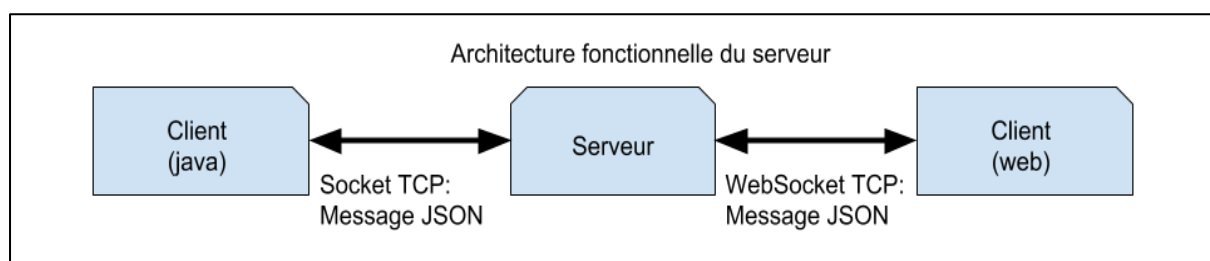 Architecture fonctionnelle du serveur
Client
(java)
Socket TCP:
Message JSON
Serveur
WebSocket TCP:
Message JSON
Client
(web)